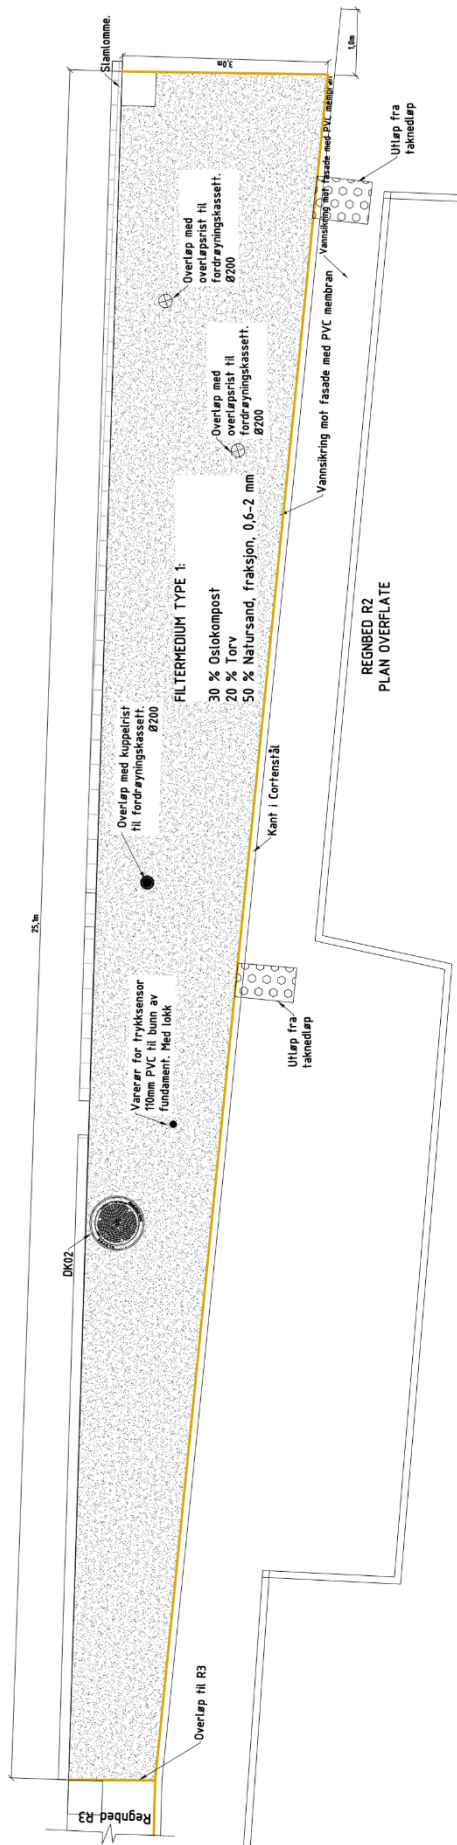 Slamlomme.
3,0m
1,0m
Utløp fra
taknedløp
Vannsikring mot fasade med PVC membran
Overløp med
overløpsrist til
fordrøyningskassett.
Ø200
Overløp med
overløpsrist til
fordrøyningskassett.
Ø200
Vannsikring mot fasade med PVC membran
FILTERMEDIUM TYPE 1:
30 % Oslokompost
20 % Torv
50 % Natursand, fraksjon, 0,6-2 mm
REGNBED R2
PLAN OVERFLATE
Overløp med kuppelrist
til fordrøyningskassett.
Ø200
Kant i Cortenstål
25,1m
Utløp fra
taknedløp
Varerør for trykksensor
110mm PVC til bunn av
fundament. Med lokk
DK02
Overløp til R3
Regnbed R3